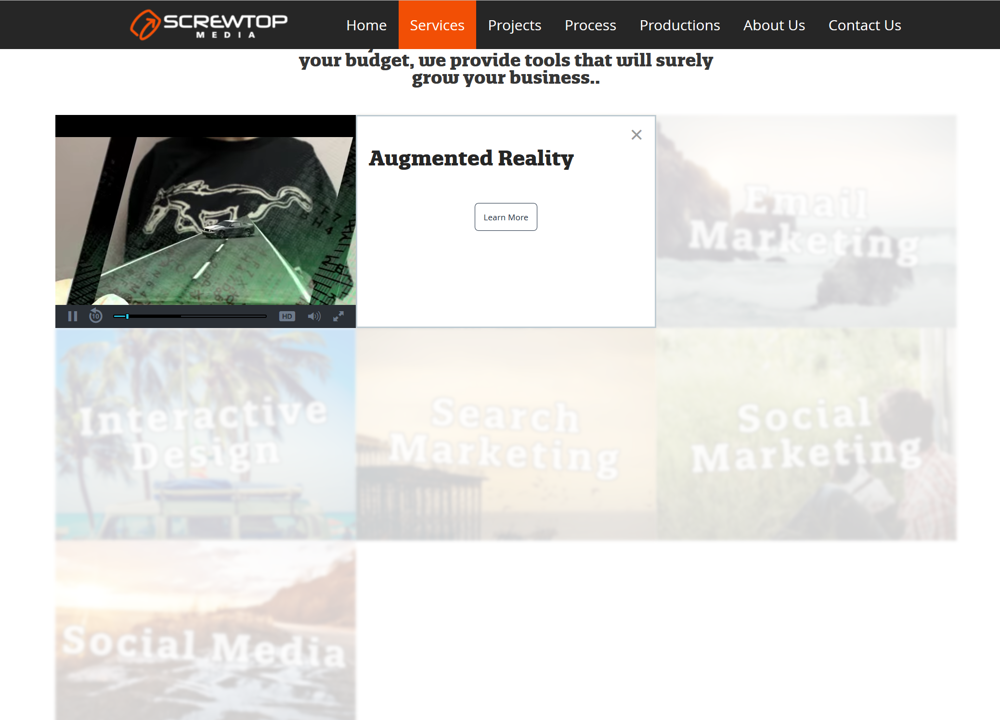 SCREWTOP
MEDIA
Home Services Projects Process Productions About Us Contact Us
your budget, we provide tools that will surely
grow your business..
Augmented Reality
Learn More
10
HD
Email
Marketing
Interactive
Design
Search
Marketing
Social
Marketing
Social Media